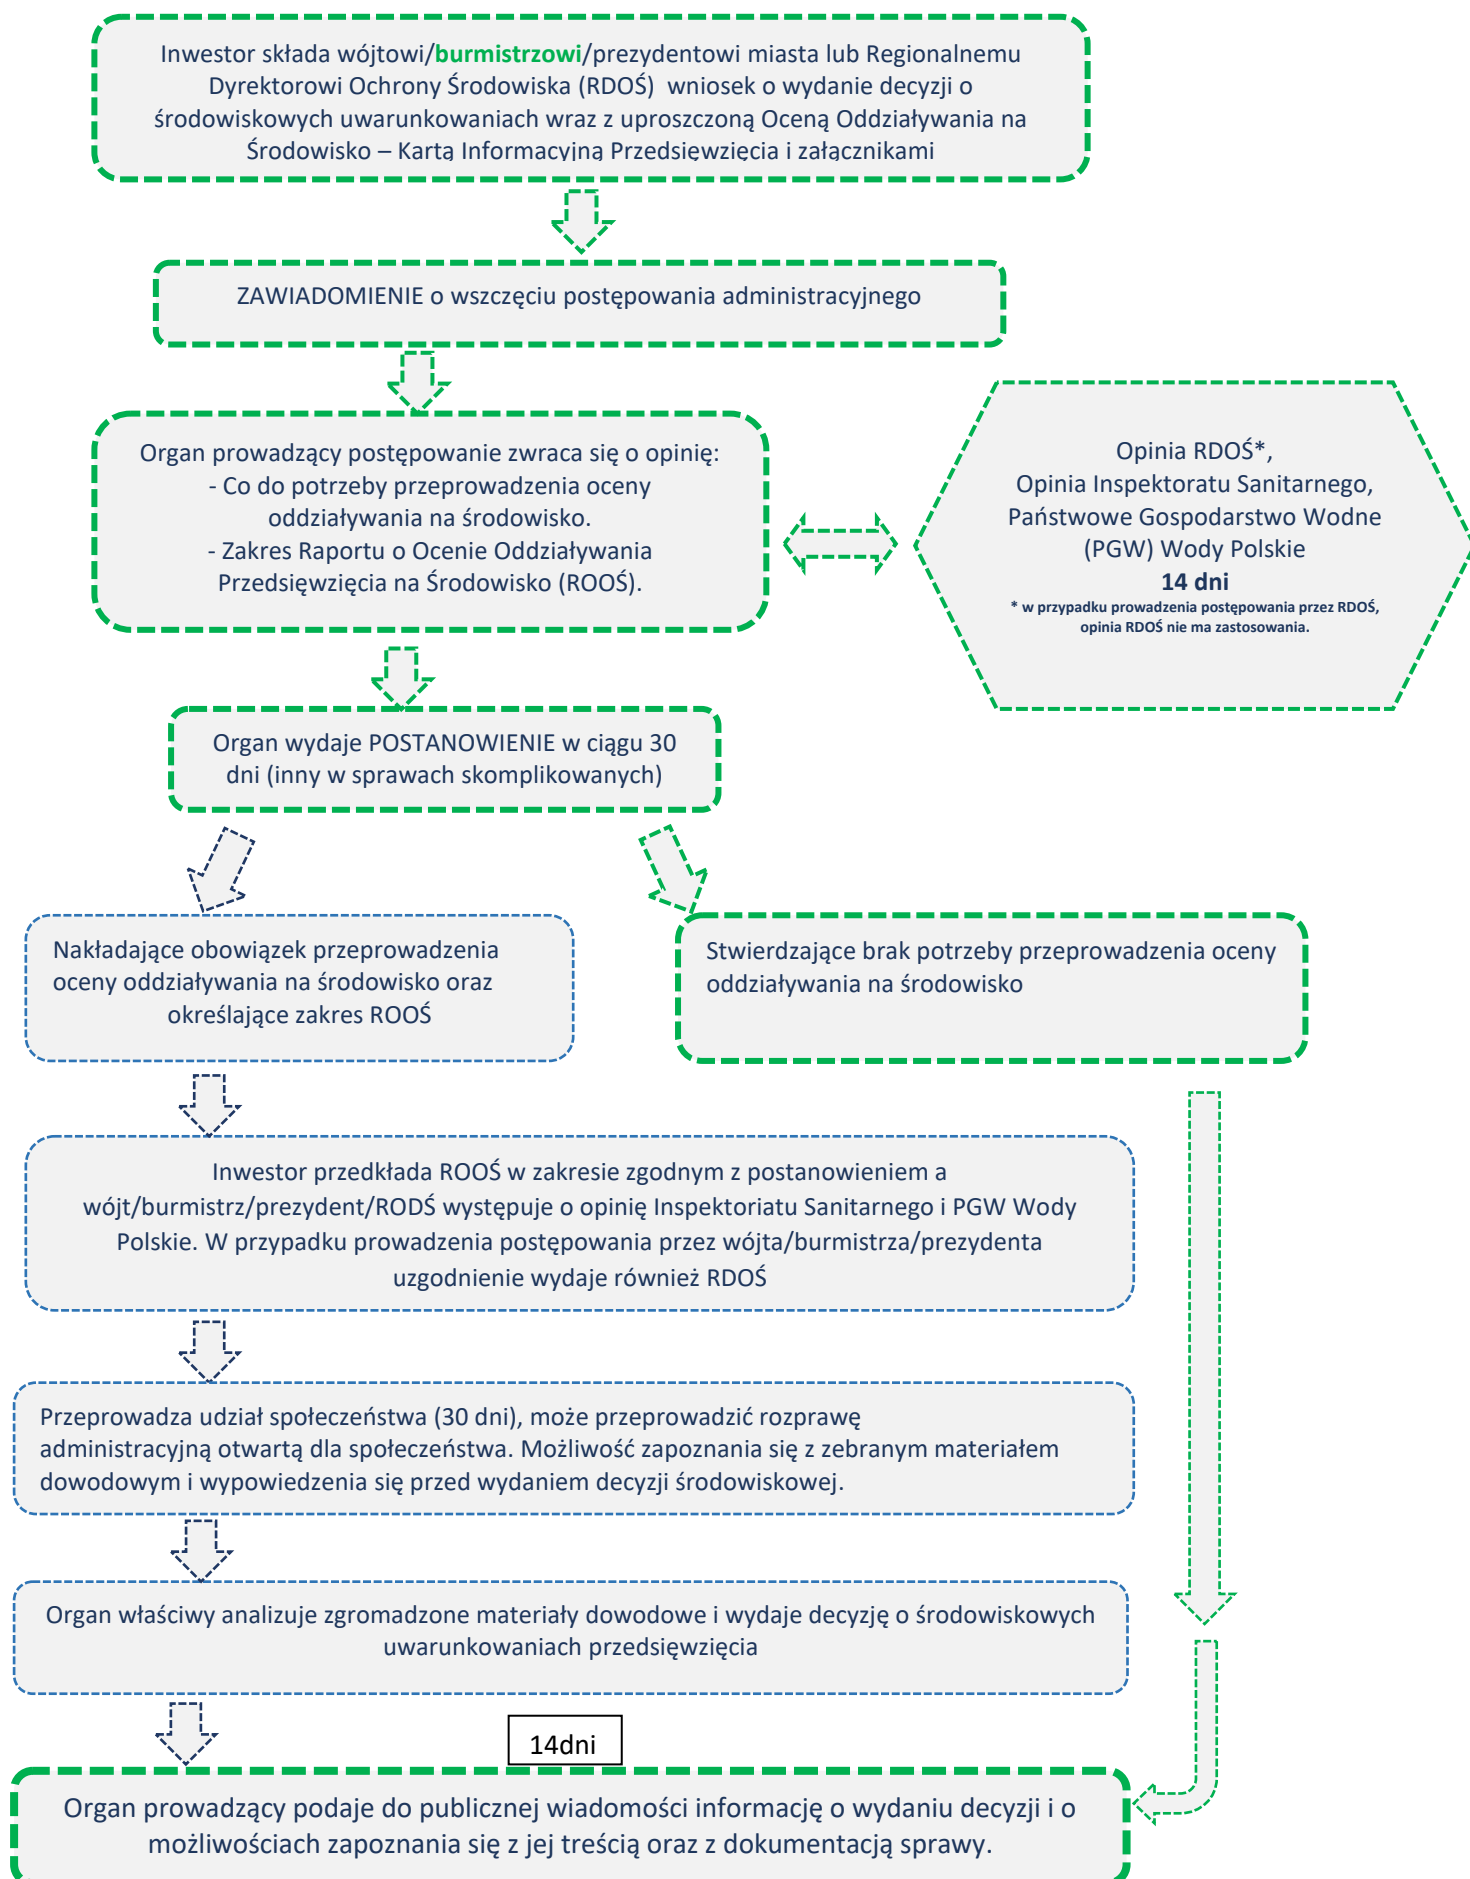 Inwestor składa wójtowi/burmistrzowi/prezydentowi miasta lub Regionalnemu
Dyrektorowi Ochrony Środowiska (RDOŚ) wniosek o wydanie decyzji o
środowiskowych uwarunkowaniach wraz z uproszczoną Oceną Oddziaływania na
Środowisko – Kartą Informacyjną Przedsięwzięcia i załącznikami
ZAWIADOMIENIE o wszczęciu postępowania administracyjnego
Organ prowadzący postępowanie zwraca się o opinię:
- Co do potrzeby przeprowadzenia oceny
oddziaływania na środowisko.
- Zakres Raportu o Ocenie Oddziaływania
Przedsięwzięcia na Środowisko (ROOŚ).
Opinia RDOŚ*,
Opinia Inspektoratu Sanitarnego,
Państwowe Gospodarstwo Wodne
(PGW) Wody Polskie
14 dni
* w przypadku prowadzenia postępowania przez RDOŚ,
opinia RDOŚ nie ma zastosowania.
Organ wydaje POSTANOWIENIE w ciągu 30
dni (inny w sprawach skomplikowanych)
Nakładające obowiązek przeprowadzenia
oceny oddziaływania na środowisko oraz
określające zakres ROOŚ
Stwierdzające brak potrzeby przeprowadzenia oceny
oddziaływania na środowisko
Inwestor przedkłada ROOŚ w zakresie zgodnym z postanowieniem a
wójt/burmistrz/prezydent/RODŚ występuje o opinię Inspektoriatu Sanitarnego i PGW Wody
Polskie. W przypadku prowadzenia postępowania przez wójta/burmistrza/prezydenta
uzgodnienie wydaje również RDOŚ
Przeprowadza udział społeczeństwa (30 dni), może przeprowadzić rozprawę
administracyjną otwartą dla społeczeństwa. Możliwość zapoznania się z zebranym materiałem
dowodowym i wypowiedzenia się przed wydaniem decyzji środowiskowej.
Organ właściwy analizuje zgromadzone materiały dowodowe i wydaje decyzję o środowiskowych
uwarunkowaniach przedsięwzięcia
14dni
Organ prowadzący podaje do publicznej wiadomości informację o wydaniu decyzji i o
możliwościach zapoznania się z jej treścią oraz z dokumentacją sprawy.